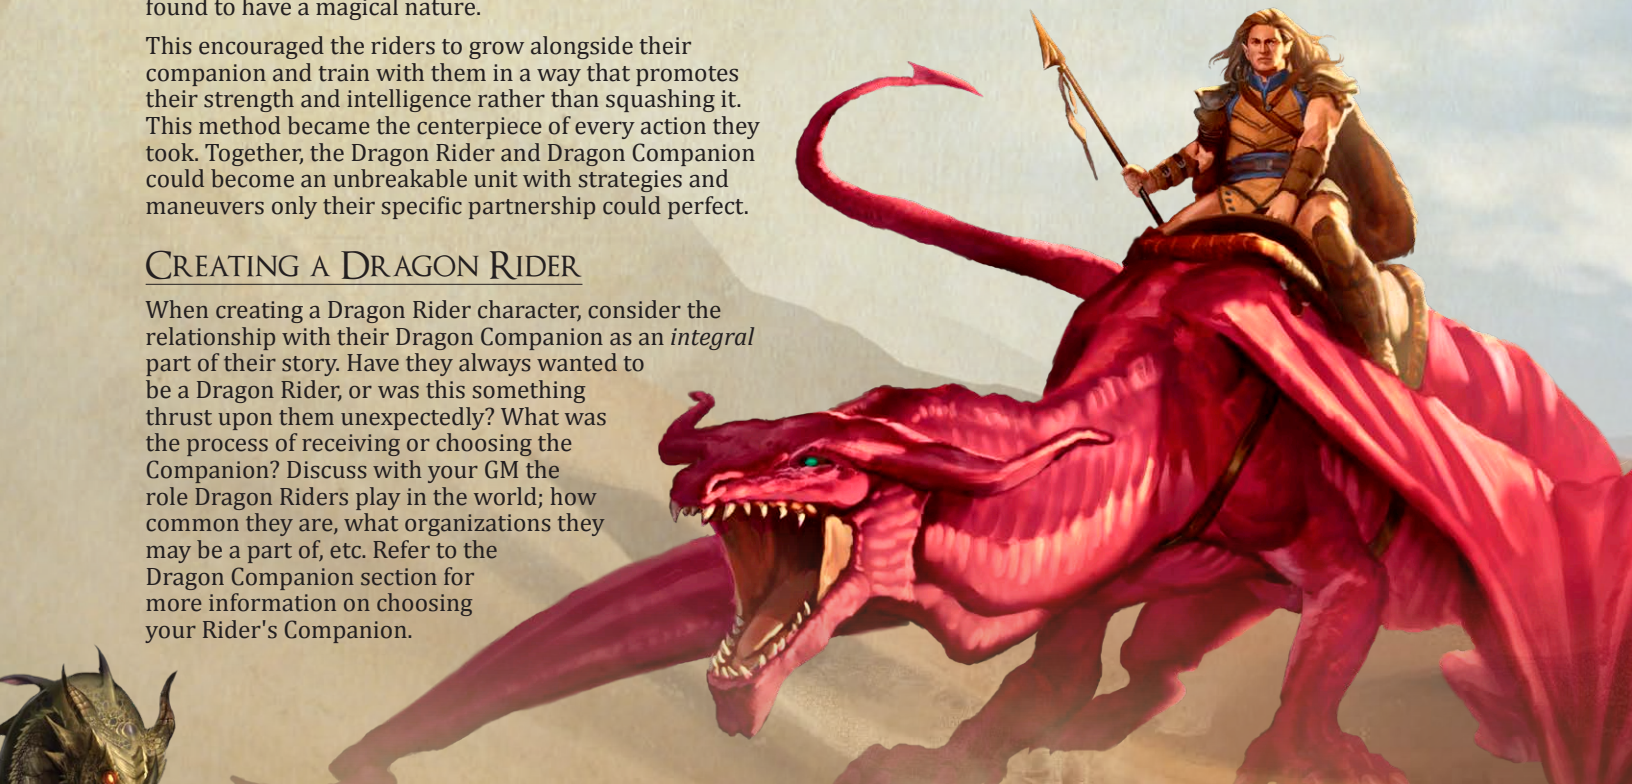 found to have a magical nature.
This encouraged the riders to grow alongside their
companion and train with them in a way that promotes
their strength and intelligence rather than squashing it.
This method became the centerpiece of every action they
took. Together, the Dragon Rider and Dragon Companion
could become an unbreakable unit with strategies and
maneuvers only their specific partnership could perfect.
Creating a Dragon Rider
When creating a Dragon Rider character, consider the
relationship with their Dragon Companion as an integral
part of their story. Have they always wanted to
be a Dragon Rider, or was this something
thrust upon them unexpectedly? What was
the process of receiving or choosing the
Companion? Discuss with your GM the
role Dragon Riders play in the world; how
common they are, what organizations they
may be a part of, etc. Refer to the
Dragon Companion section for
more information on choosing
your Rider's Companion.